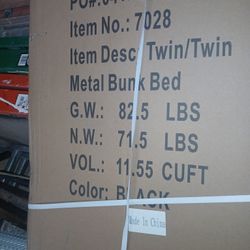 PO#:
Item No.: 7028
Item Desc: Twin/Twin
Metal Bunk Bed
G.W.: 82.5 LBS
N.W.: 71.5 LBS
VOL.: 11.55 CUFT
Color: BLACK
Made In China